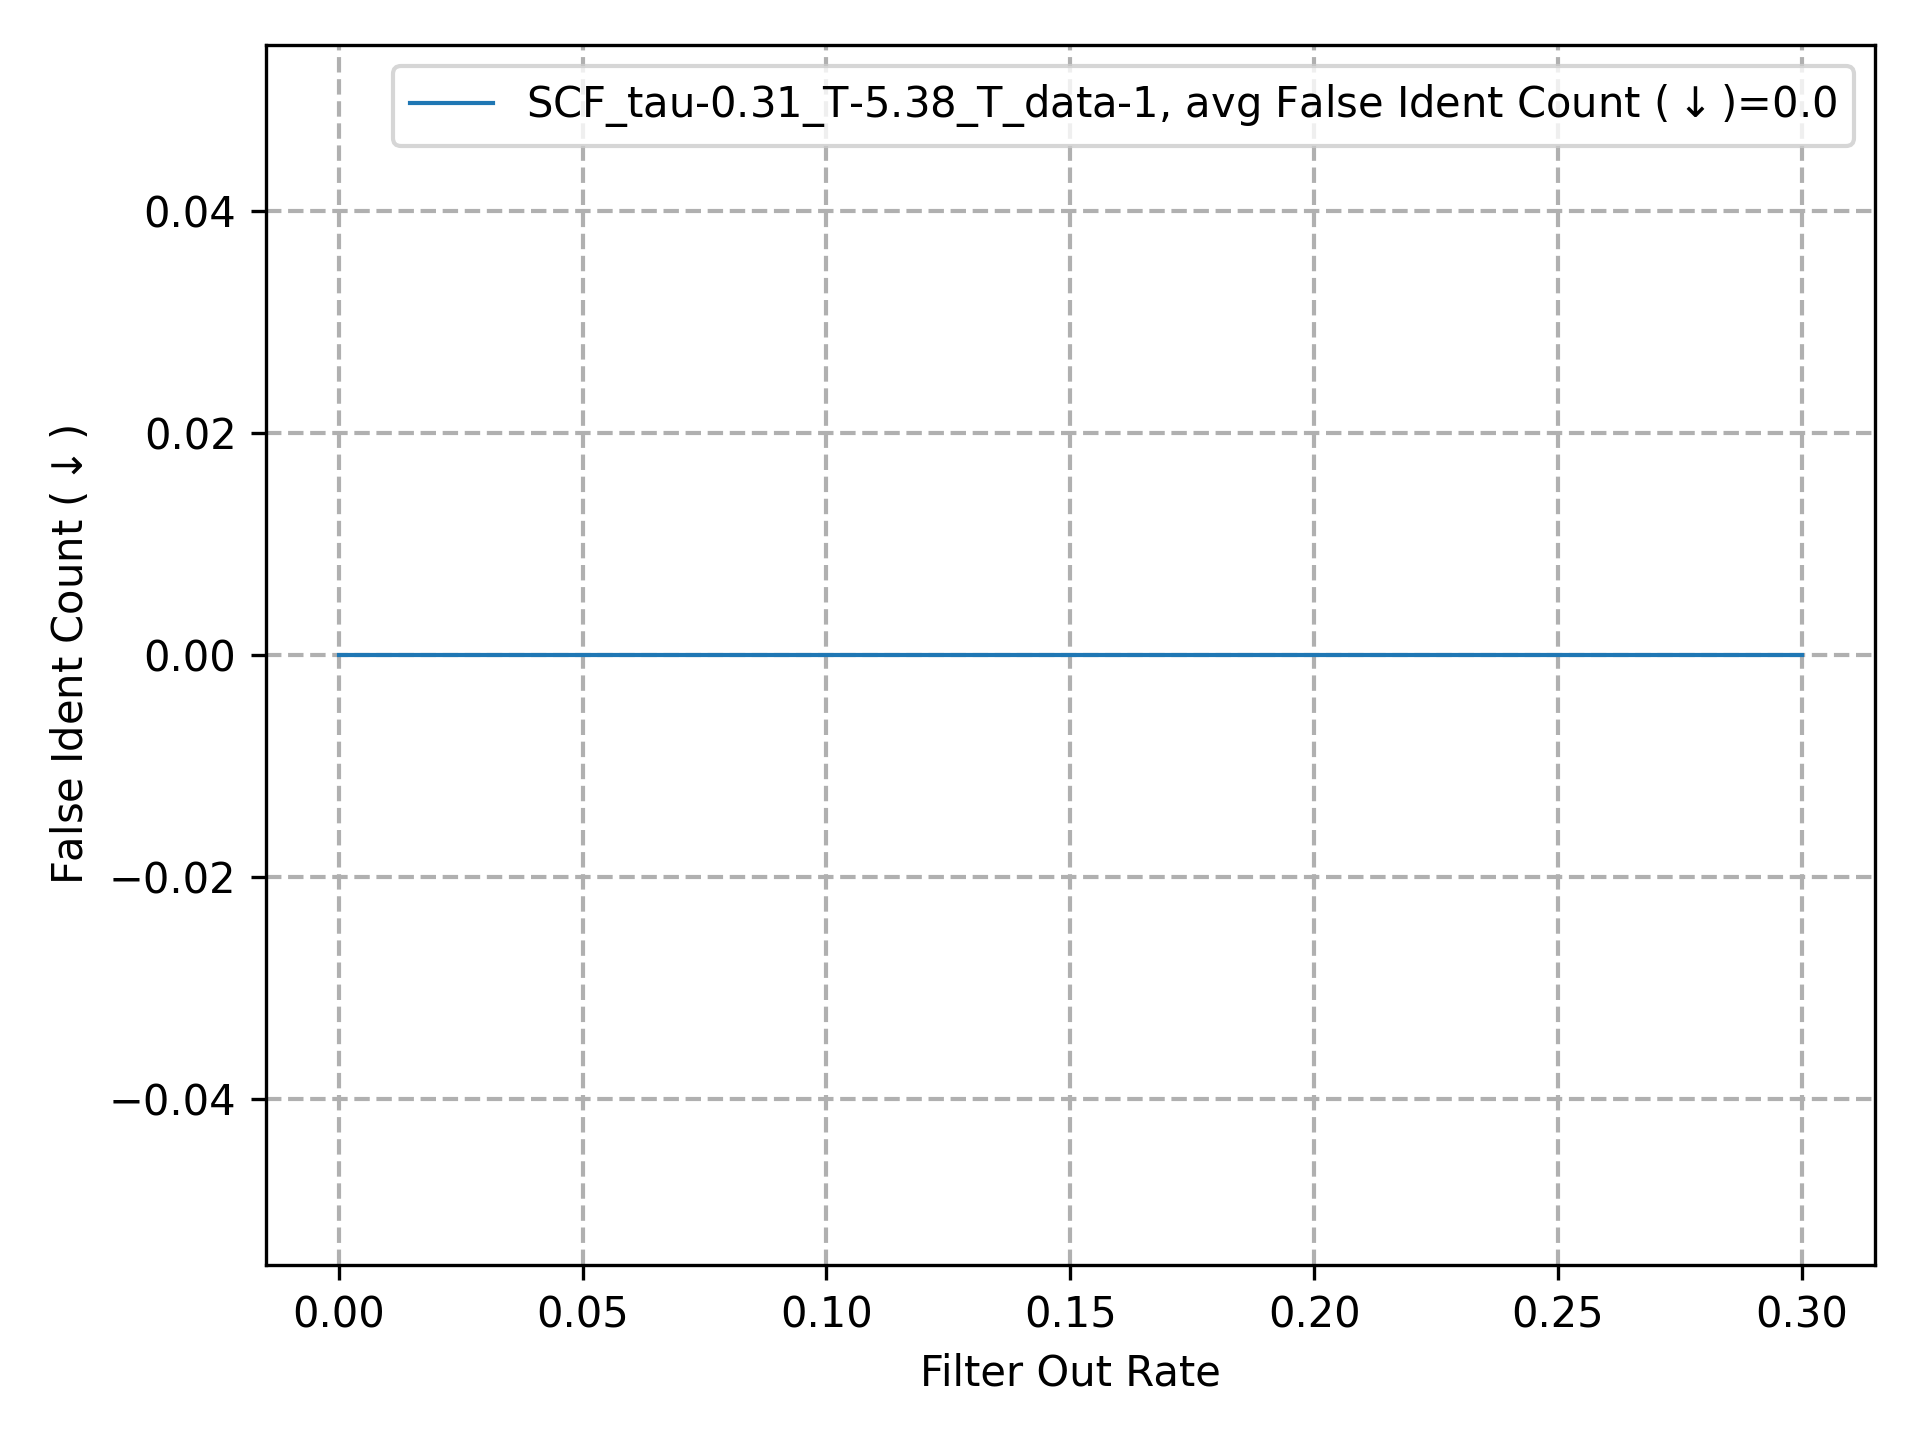 SCF_tau-0.31_T-5.38_T_data-1, avg False Ident Count (↓)=0.0
0.04
0.02
0.00
−0.02
−0.04
False Ident Count (↓)
0.00 0.05 0.10 0.15 0.20 0.25 0.30
Filter Out Rate